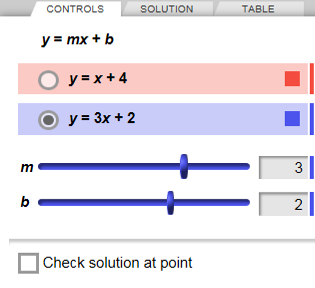 CONTROLS SOLUTION TABLE
y = mx + b
y = x + 4
y = 3x + 2
m 3
b 2
Check solution at point